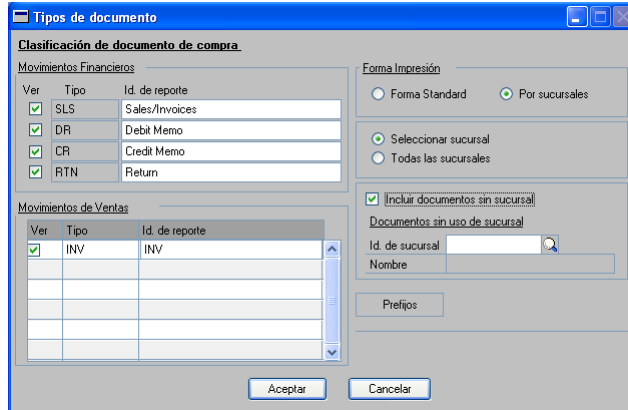 Tipos de documento
Clasificación de documento de compra
Movimientos Financieros
Ver Tipo Id. de reporte
SLS Sales/Invoices
DR Debit Memo
CR Credit Memo
RTN Return
Movimientos de Ventas
Ver Tipo Id. de reporte
INV INV
Forma Impresión
Forma Standard Por sucursales
Seleccionar sucursal
Todas las sucursales
Incluir documentos sin sucursal
Documentos sin uso de sucursal
Id. de sucursal
Nombre
Prefijos
Aceptar Cancelar